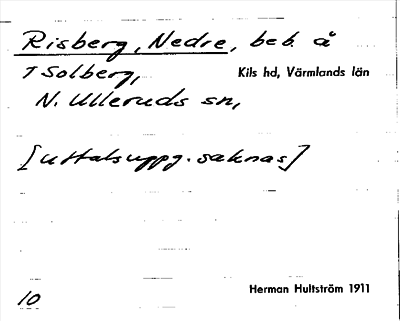 Risberg, Nedre, beb. å
1 Solberg, Kils hd, Värmlands län
N. Ulleruds sn,
[uttalsuppg. saknas]
10 Herman Hultström 1911